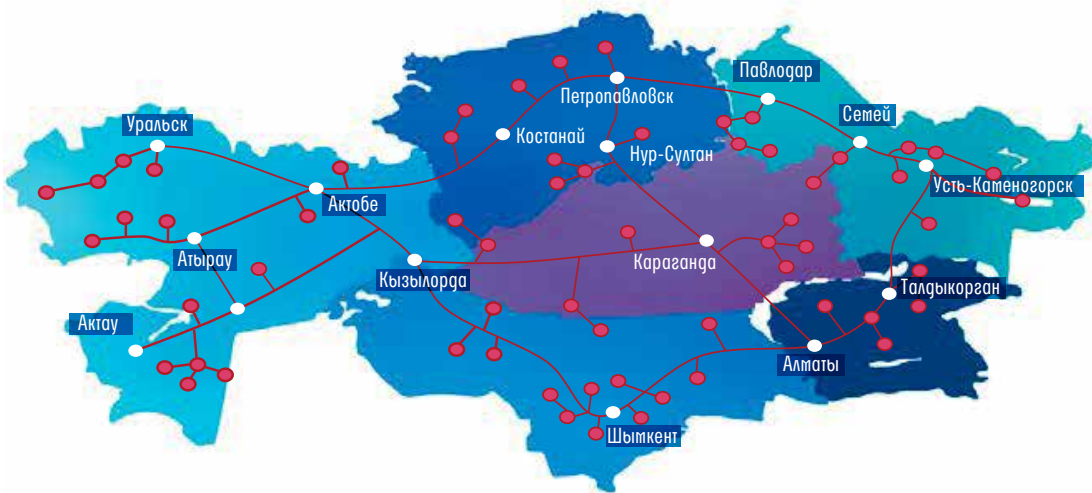 Павлодар
Петропавловск
Семей
Уральск
Костанай
Нур-Султан
Усть-Каменогорск
Актобе
Атырау
Караганда
Кызылорда
Талдыкорган
Актау
Алматы
Шымкент